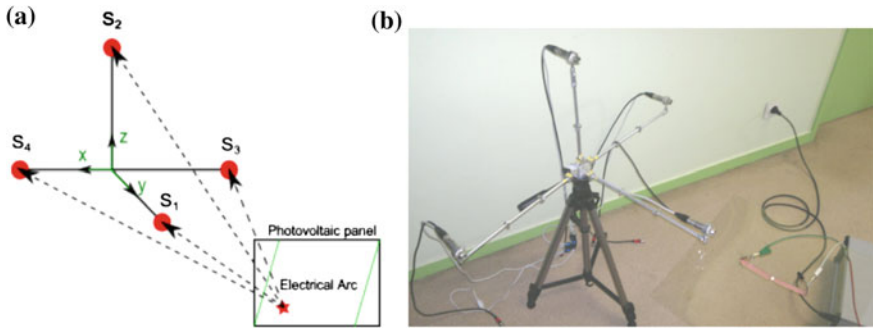 (a)
S2
S4
x
z
y
S3
S1
Photovoltaic panel
Electrical Arc
(b)